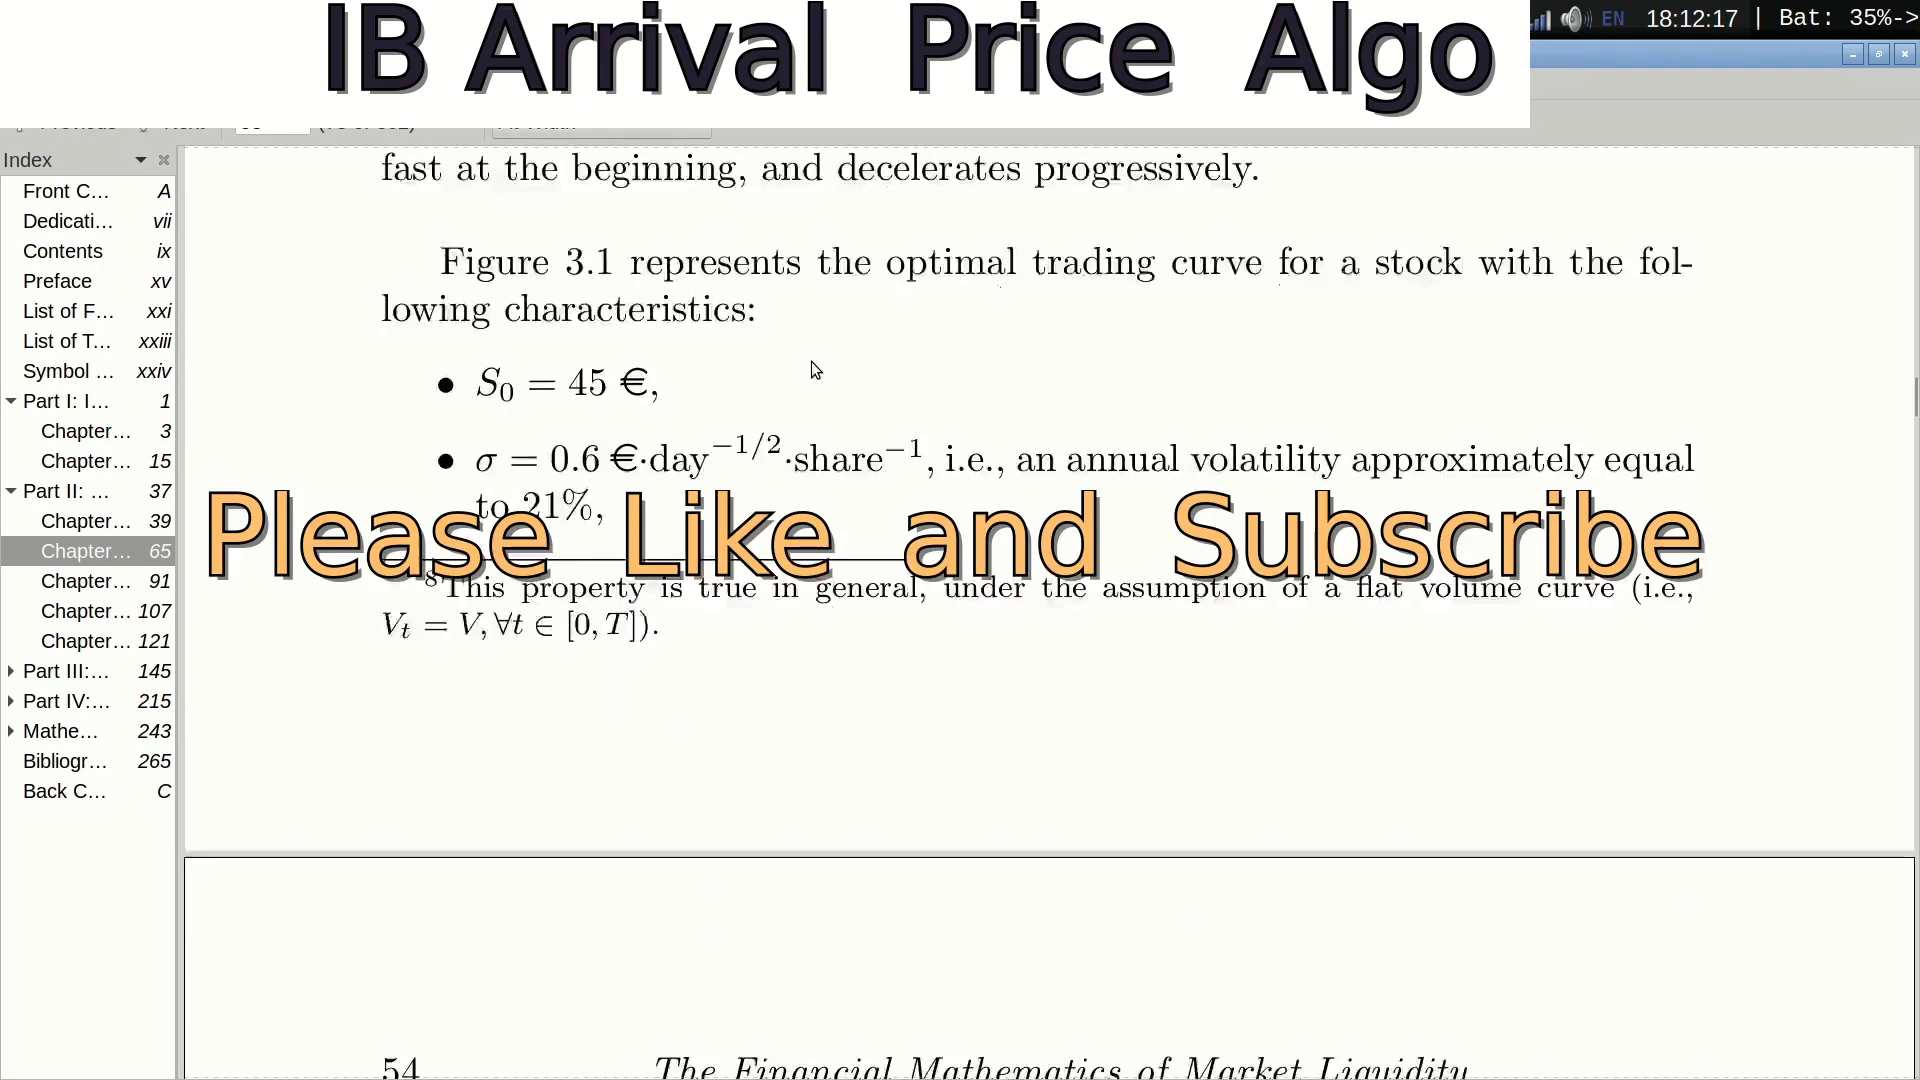 IB Arrival Price Algo
EN 18:12:17 | Bat: 35%->
Index
Front C... A
Dedicati... vii
Contents ix
Preface xv
List of F... xxi
List of T... xxiii
Symbol ... xxiv
Part I: I... 1
Chapter... 3
Chapter... 15
Part II: ... 37
Chapter... 39
Chapter... 65
Chapter... 91
Chapter... 107
Chapter... 121
Part III:... 145
Part IV:... 215
Mathe... 243
Bibliogr... 265
Back C... C
fast at the beginning, and decelerates progressively.
Figure 3.1 represents the optimal trading curve for a stock with the fol-
lowing characteristics:
• S₀ = 45 €,
• σ = 0.6 €·day⁻¹/²·share⁻¹, i.e., an annual volatility approximately equal
to 21%,
Please Like and Subscribe
⁸This property is true in general, under the assumption of a flat volume curve (i.e.,
Vₜ = V, ∀t ∈ [0, T]).
54 The Financial Mathematics of Market Liquidity